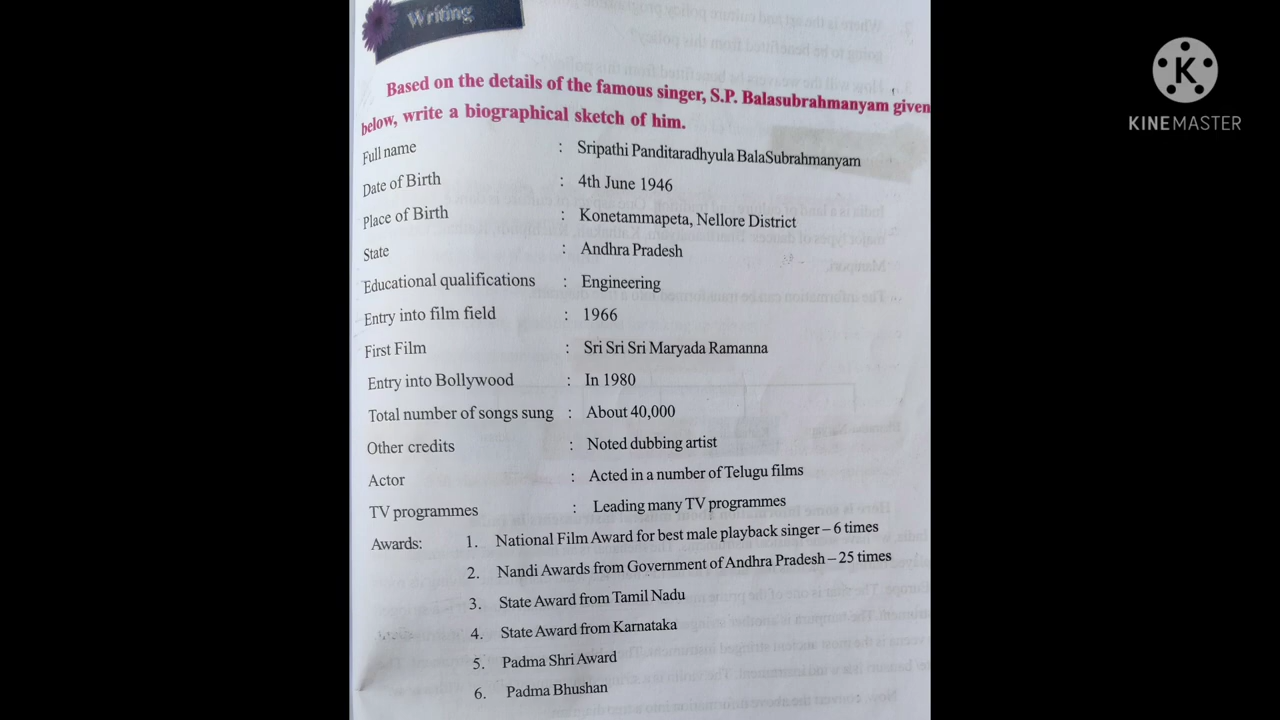 Writing
Based on the details of the famous singer, S.P. Balasubrahmanyam given
below, write a biographical sketch of him.
Full name : Sripathi Panditaradhyula BalaSubrahmanyam
Date of Birth : 4th June 1946
Place of Birth : Konetammapeta, Nellore District
State : Andhra Pradesh
Educational qualifications : Engineering
Entry into film field : 1966
First Film : Sri Sri Sri Maryada Ramanna
Entry into Bollywood : In 1980
Total number of songs sung : About 40,000
Other credits : Noted dubbing artist
Actor : Acted in a number of Telugu films
TV programmes : Leading many TV programmes
Awards: 1. National Film Award for best male playback singer – 6 times
2. Nandi Awards from Government of Andhra Pradesh – 25 times
3. State Award from Tamil Nadu
4. State Award from Karnataka
5. Padma Shri Award
6. Padma Bhushan
K
KINEMASTER